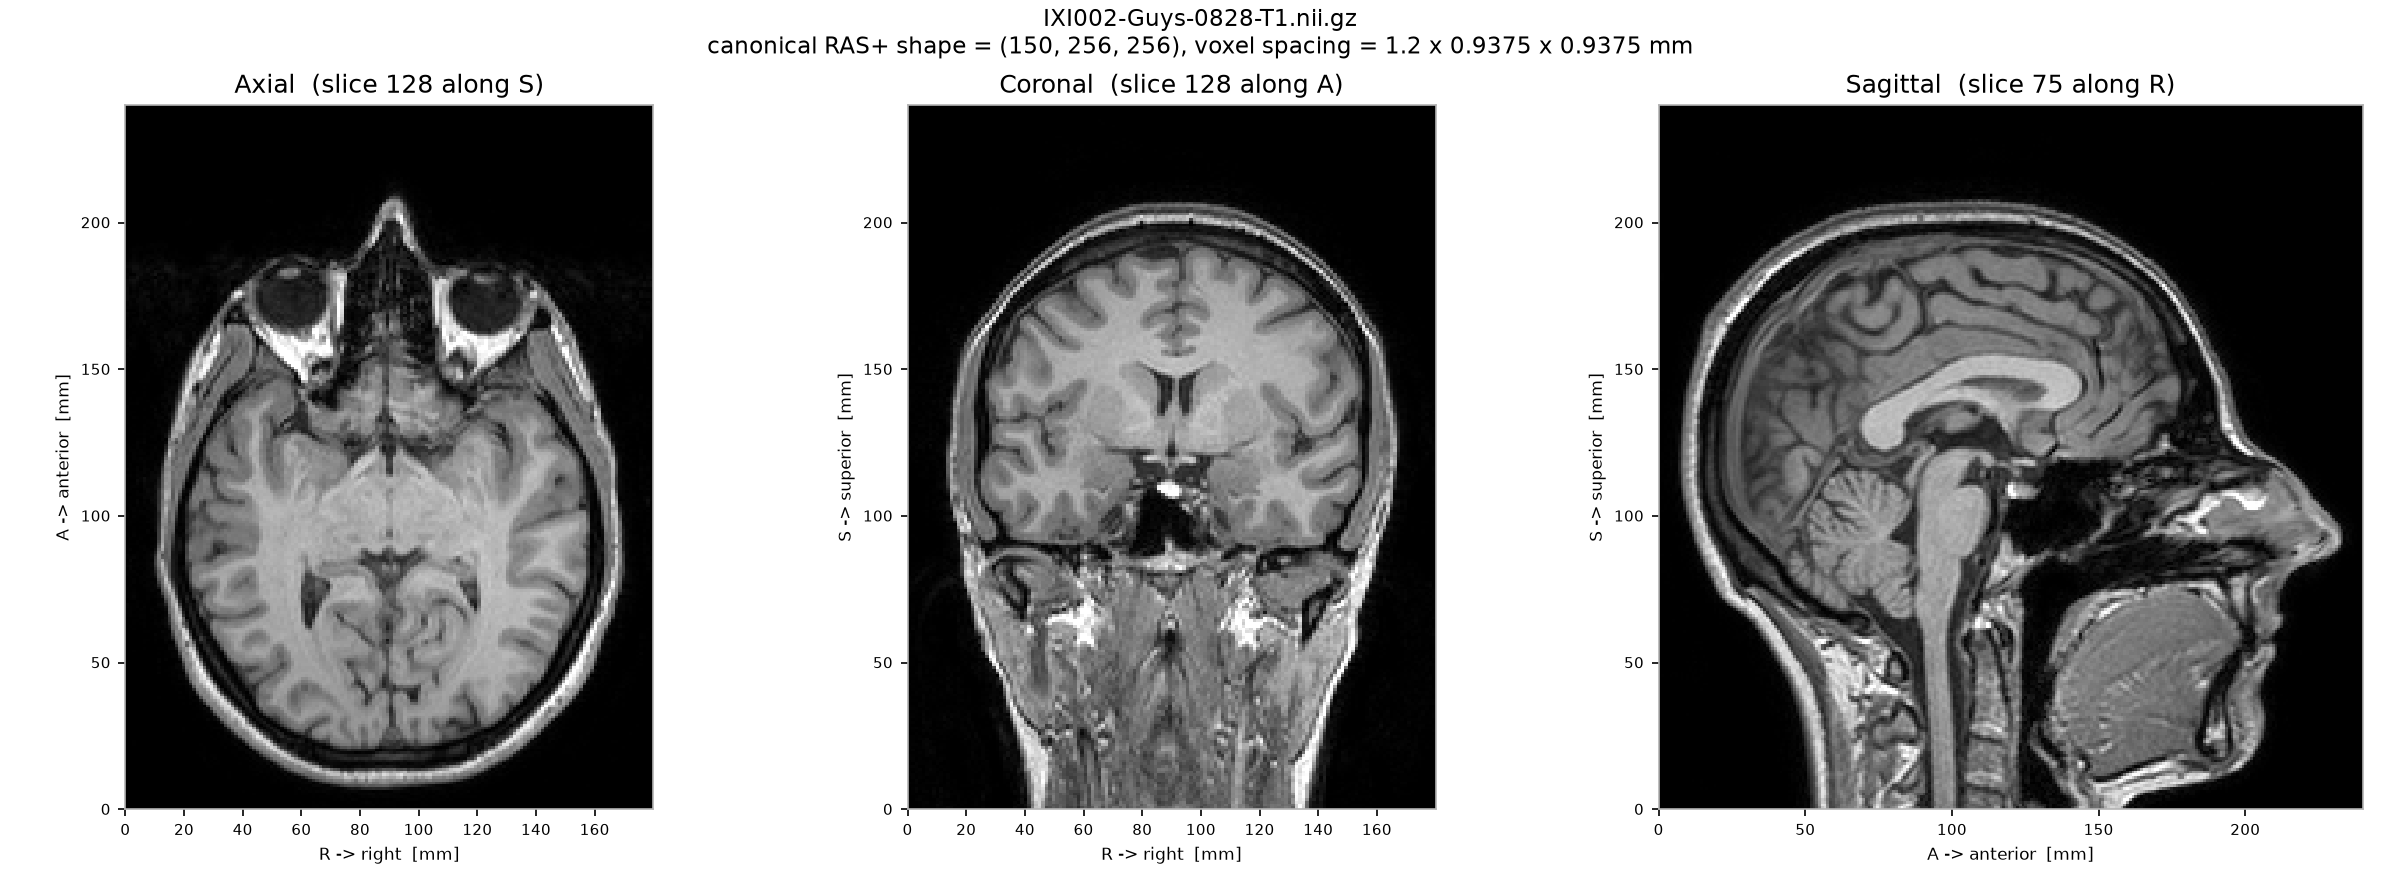 IXI002-Guys-0828-T1.nii.gz
canonical RAS+ shape = (150, 256, 256), voxel spacing = 1.2 x 0.9375 x 0.9375 mm
Axial  (slice 128 along S)
A -> anterior  [mm]
200
150
100
50
0
0 20 40 60 80 100 120 140 160
R -> right  [mm]
Coronal  (slice 128 along A)
S -> superior  [mm]
200
150
100
50
0
0 20 40 60 80 100 120 140 160
R -> right  [mm]
Sagittal  (slice 75 along R)
S -> superior  [mm]
200
150
100
50
0
0 50 100 150 200
A -> anterior  [mm]